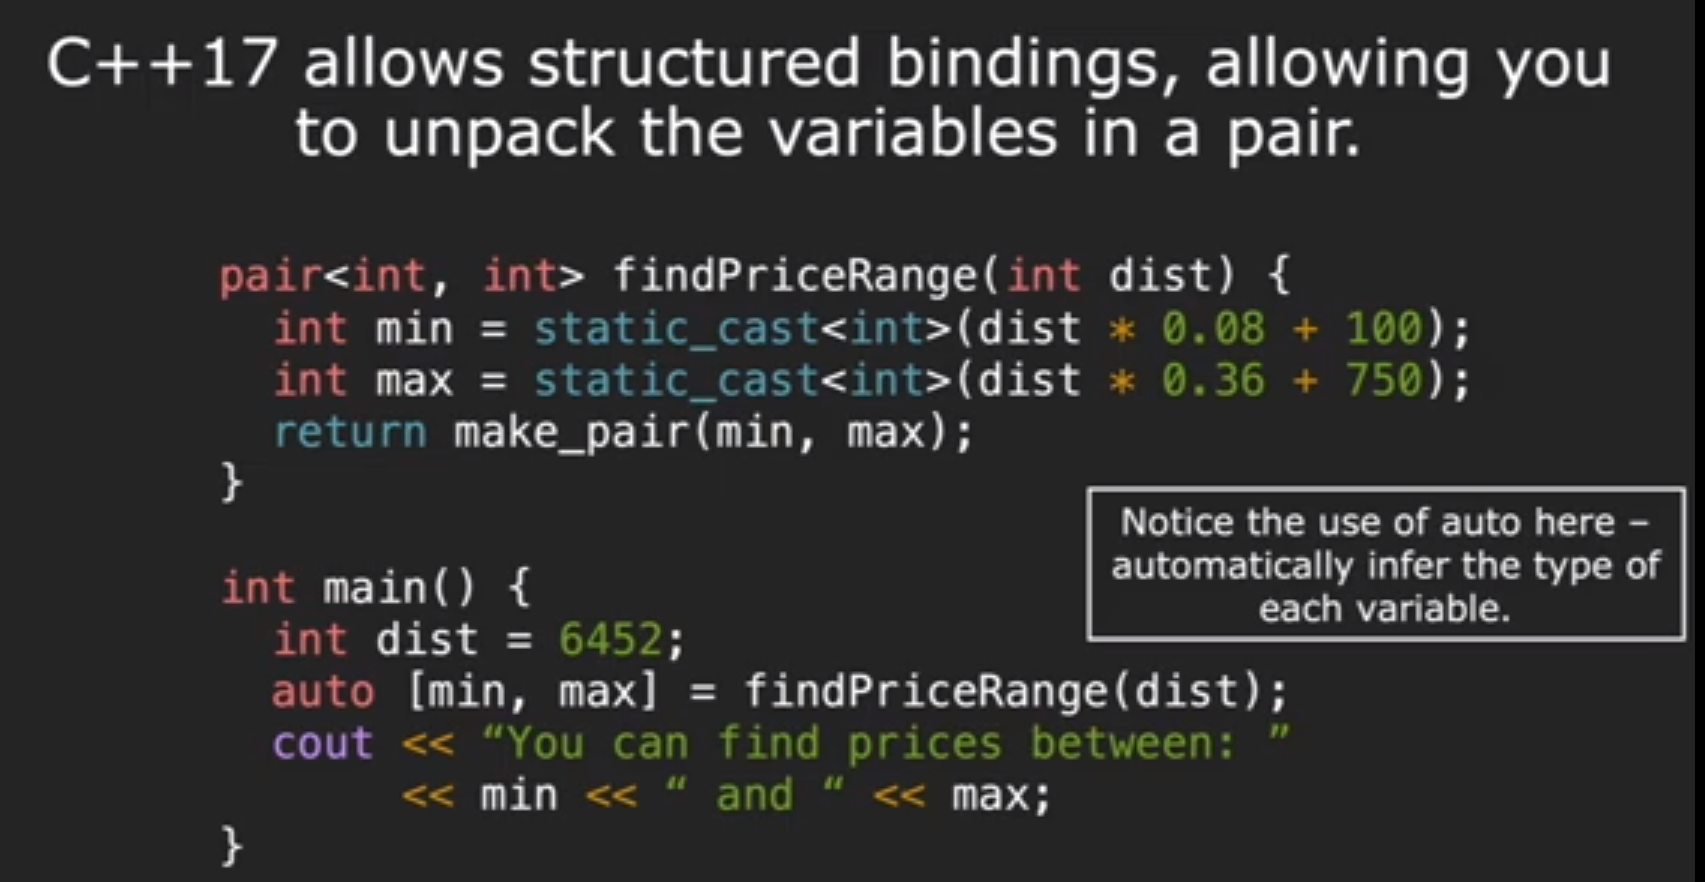 C++17 allows structured bindings, allowing you
to unpack the variables in a pair.
pair<int, int> findPriceRange(int dist) {
int min = static_cast<int>(dist * 0.08 + 100);
int max = static_cast<int>(dist * 0.36 + 750);
return make_pair(min, max);
}
Notice the use of auto here –
automatically infer the type of
each variable.
int main() {
int dist = 6452;
auto [min, max] = findPriceRange(dist);
cout << “You can find prices between: ”
<< min << “ and “ << max;
}